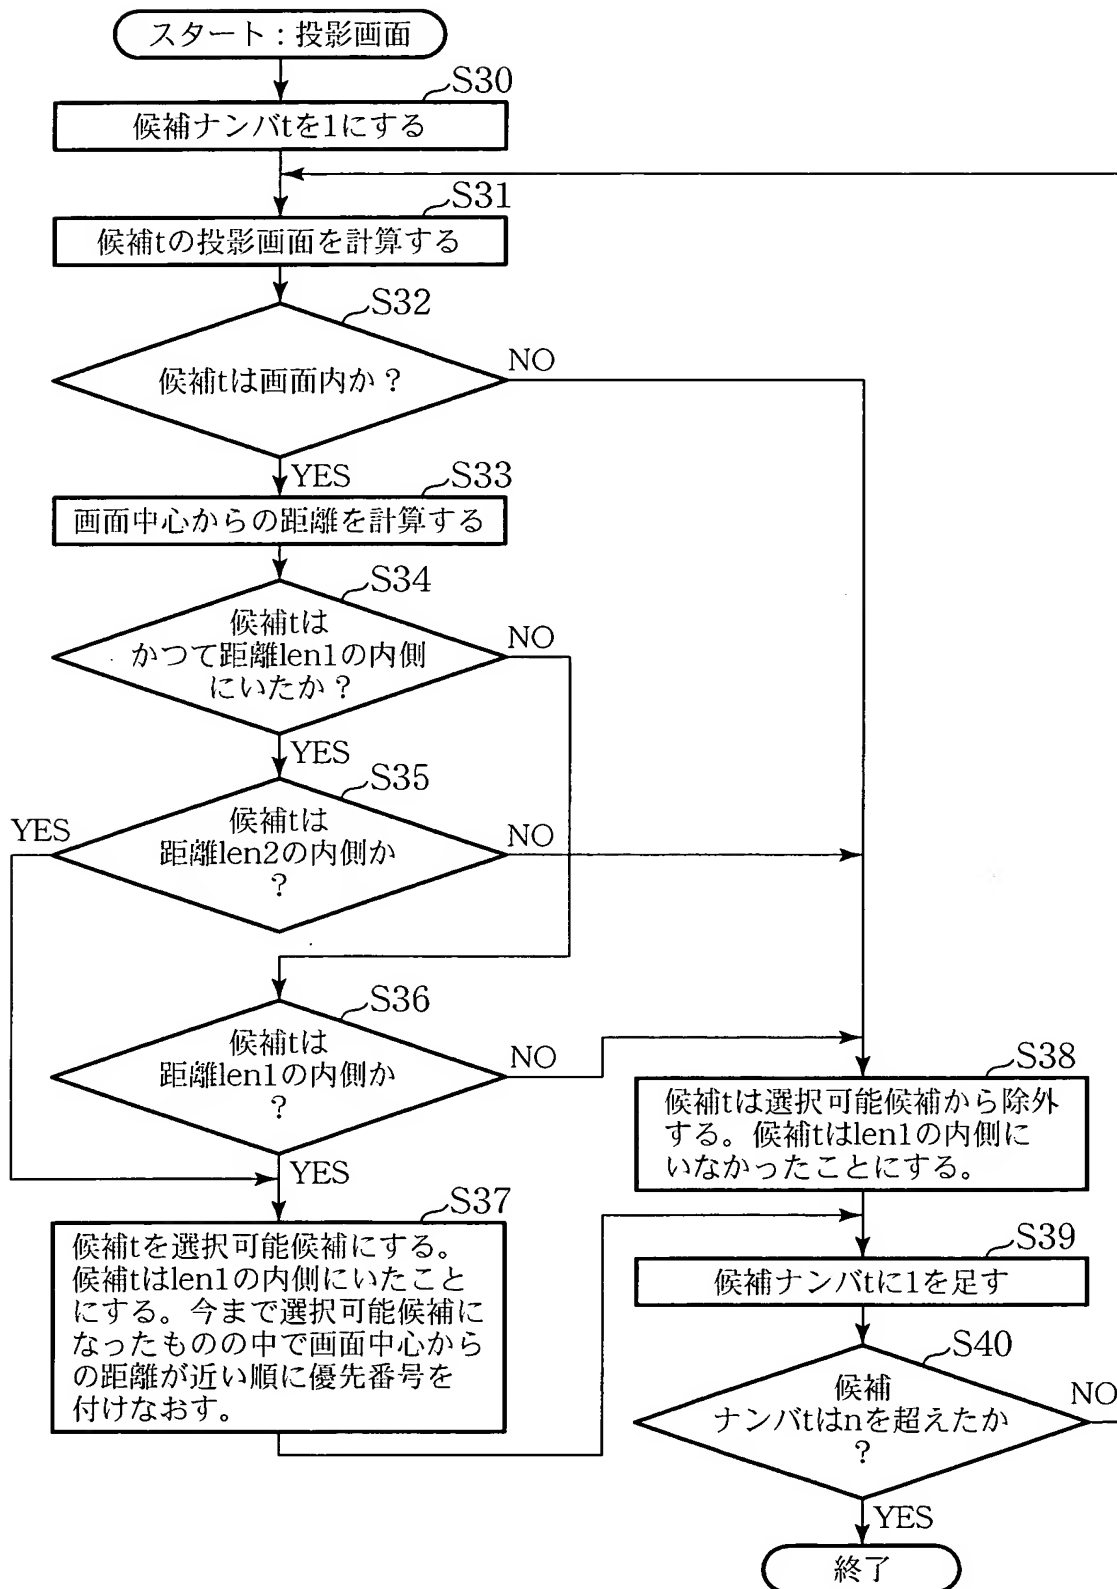 スタート：投影画面
S30
候補ナンバtを1にする
S31
候補tの投影画面を計算する
S32
候補tは画面内か？
NO
YES
S33
画面中心からの距離を計算する
S34
候補tは
かつて距離len1の内側
にいたか？
NO
YES
S35
候補tは
距離len2の内側か
？
YES
NO
S36
候補tは
距離len1の内側か
？
NO
YES
S37
候補tを選択可能候補にする。
候補tはlen1の内側にいたこと
にする。今まで選択可能候補に
なったものの中で画面中心から
の距離が近い順に優先番号を
付けなおす。
S38
候補tは選択可能候補から除外
する。候補tはlen1の内側に
いなかったことにする。
S39
候補ナンバtに1を足す
S40
候補
ナンバtはnを超えたか
？
NO
YES
終了